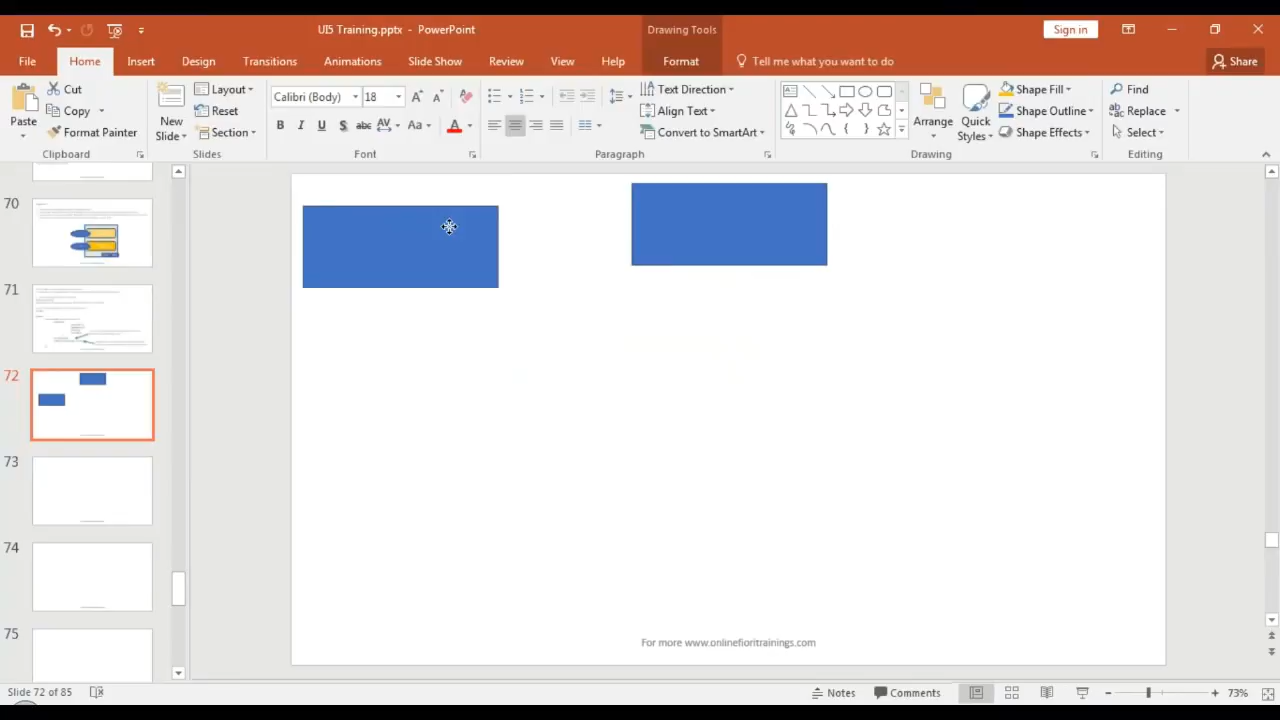 UI5 Training.pptx - PowerPoint
Drawing Tools
Sign in
File Home Insert Design Transitions Animations Slide Show Review View Help Format Tell me what you want to do Share
Paste
Cut
Copy
Format Painter
Clipboard
New Slide
Layout
Reset
Section
Slides
Calibri (Body) 18
B I U S abc AV Aa A
Font
Text Direction
Align Text
Convert to SmartArt
Paragraph
Arrange
Quick Styles
Shape Fill
Shape Outline
Shape Effects
Drawing
Find
Replace
Select
Editing
70
71
72
73
74
75
For more www.onlinefioritrainings.com
Slide 72 of 85
Notes Comments 73%